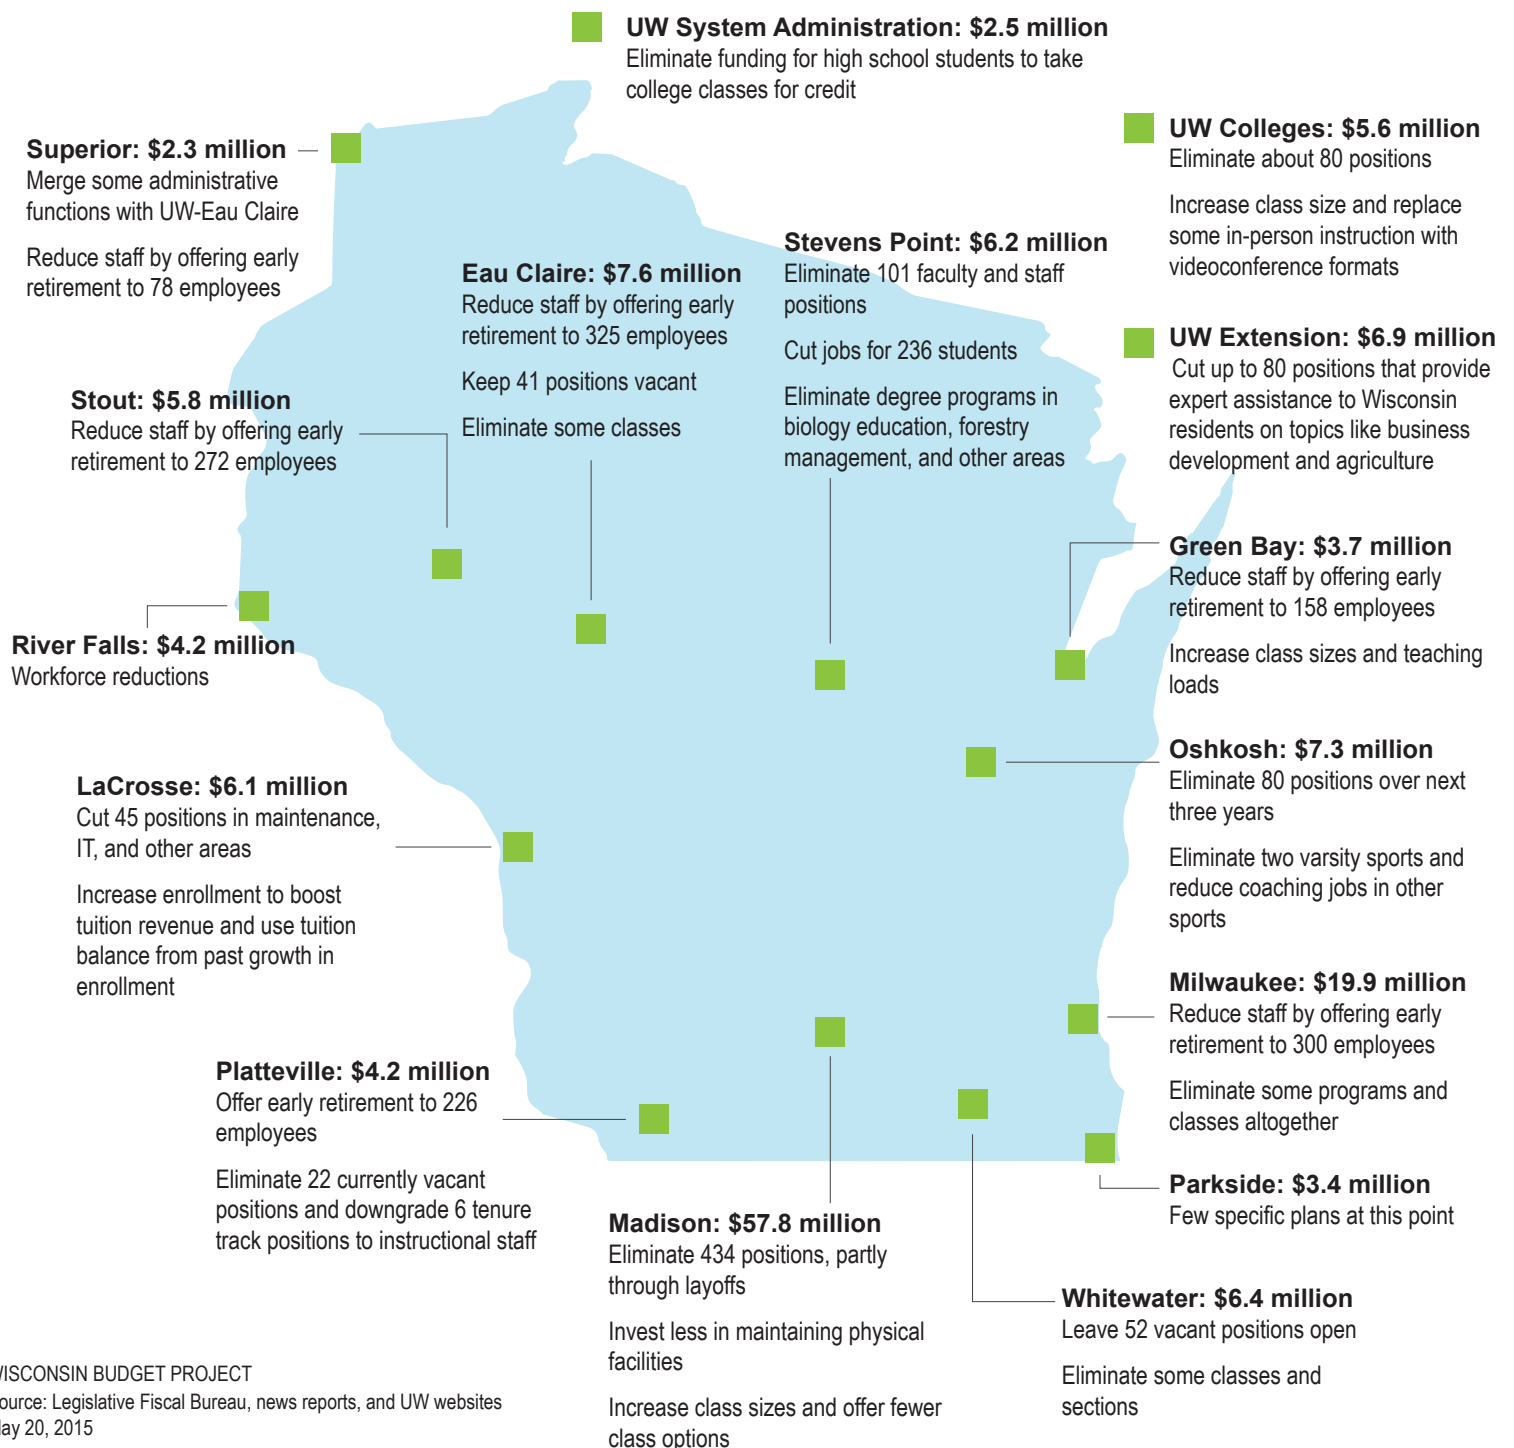 UW System Administration: $2.5 million
Eliminate funding for high school students to take
college classes for credit
Superior: $2.3 million
Merge some administrative
functions with UW-Eau Claire
Reduce staff by offering early
retirement to 78 employees
UW Colleges: $5.6 million
Eliminate about 80 positions
Increase class size and replace
some in-person instruction with
videoconference formats
Eau Claire: $7.6 million
Reduce staff by offering early
retirement to 325 employees
Keep 41 positions vacant
Eliminate some classes
Stevens Point: $6.2 million
Eliminate 101 faculty and staff
positions
Cut jobs for 236 students
Eliminate degree programs in
biology education, forestry
management, and other areas
UW Extension: $6.9 million
Cut up to 80 positions that provide
expert assistance to Wisconsin
residents on topics like business
development and agriculture
Stout: $5.8 million
Reduce staff by offering early
retirement to 272 employees
Green Bay: $3.7 million
Reduce staff by offering early
retirement to 158 employees
Increase class sizes and teaching
loads
River Falls: $4.2 million
Workforce reductions
Oshkosh: $7.3 million
Eliminate 80 positions over next
three years
Eliminate two varsity sports and
reduce coaching jobs in other
sports
LaCrosse: $6.1 million
Cut 45 positions in maintenance,
IT, and other areas
Increase enrollment to boost
tuition revenue and use tuition
balance from past growth in
enrollment
Milwaukee: $19.9 million
Reduce staff by offering early
retirement to 300 employees
Eliminate some programs and
classes altogether
Platteville: $4.2 million
Offer early retirement to 226
employees
Eliminate 22 currently vacant
positions and downgrade 6 tenure
track positions to instructional staff
Parkside: $3.4 million
Few specific plans at this point
Madison: $57.8 million
Eliminate 434 positions, partly
through layoffs
Invest less in maintaining physical
facilities
Increase class sizes and offer fewer
class options
Whitewater: $6.4 million
Leave 52 vacant positions open
Eliminate some classes and
sections
WISCONSIN BUDGET PROJECT
ource: Legislative Fiscal Bureau, news reports, and UW websites
ay 20, 2015